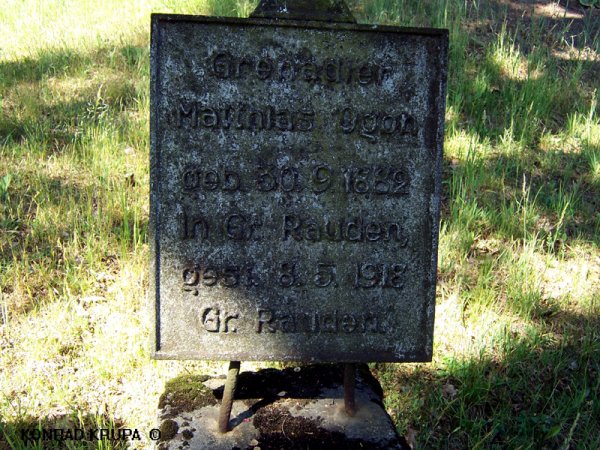 Grenadier
Matthias Ogon
geb. 30. 9. 1882
in Gr. Rauden,
gest. 8. 5. 1918
Gr. Rauden.
KONRAD KRUPA ©